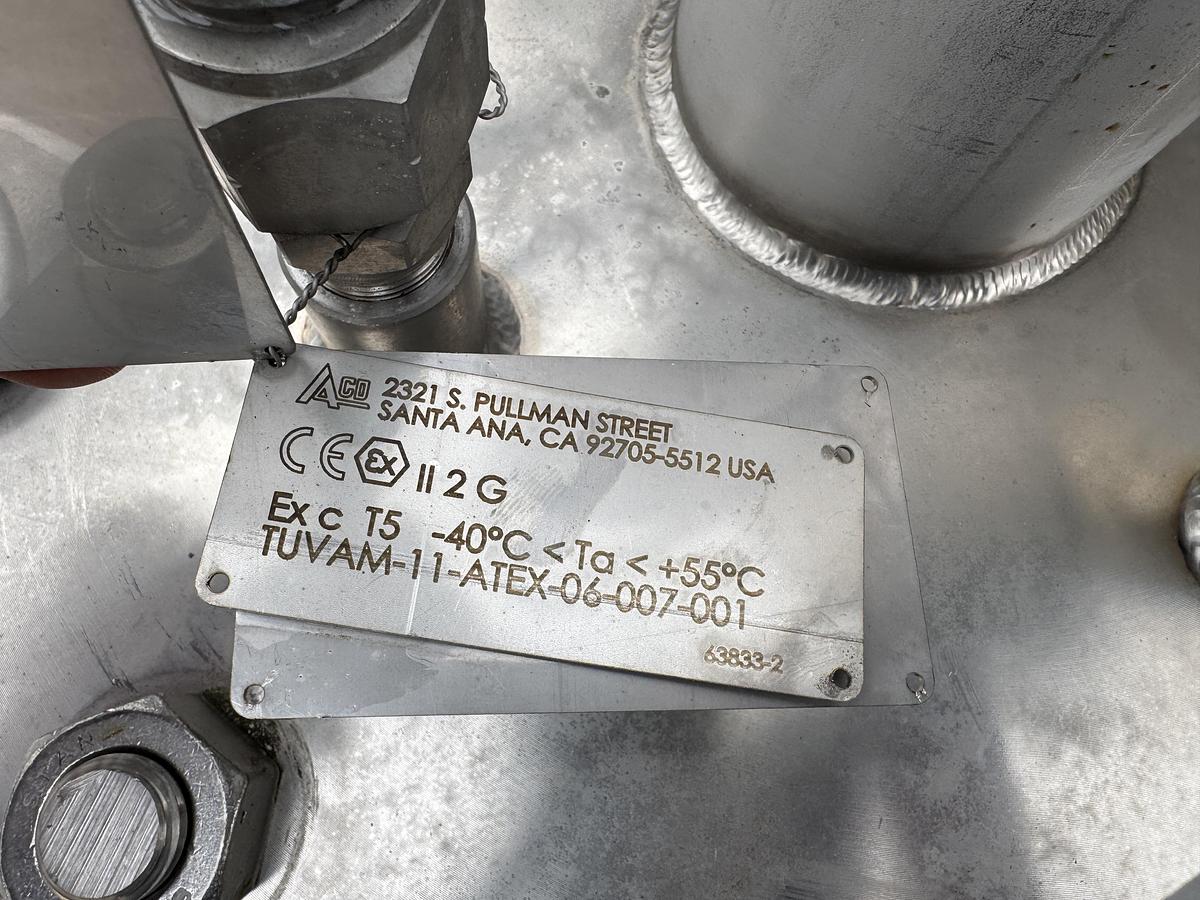 ACD 2321 S. PULLMAN STREET
SANTA ANA, CA 92705-5512 USA
CE Ex II 2 G
Ex c T5 -40°C < Ta < +55°C
TUVAM-11-ATEX-06-007-001
63833-2